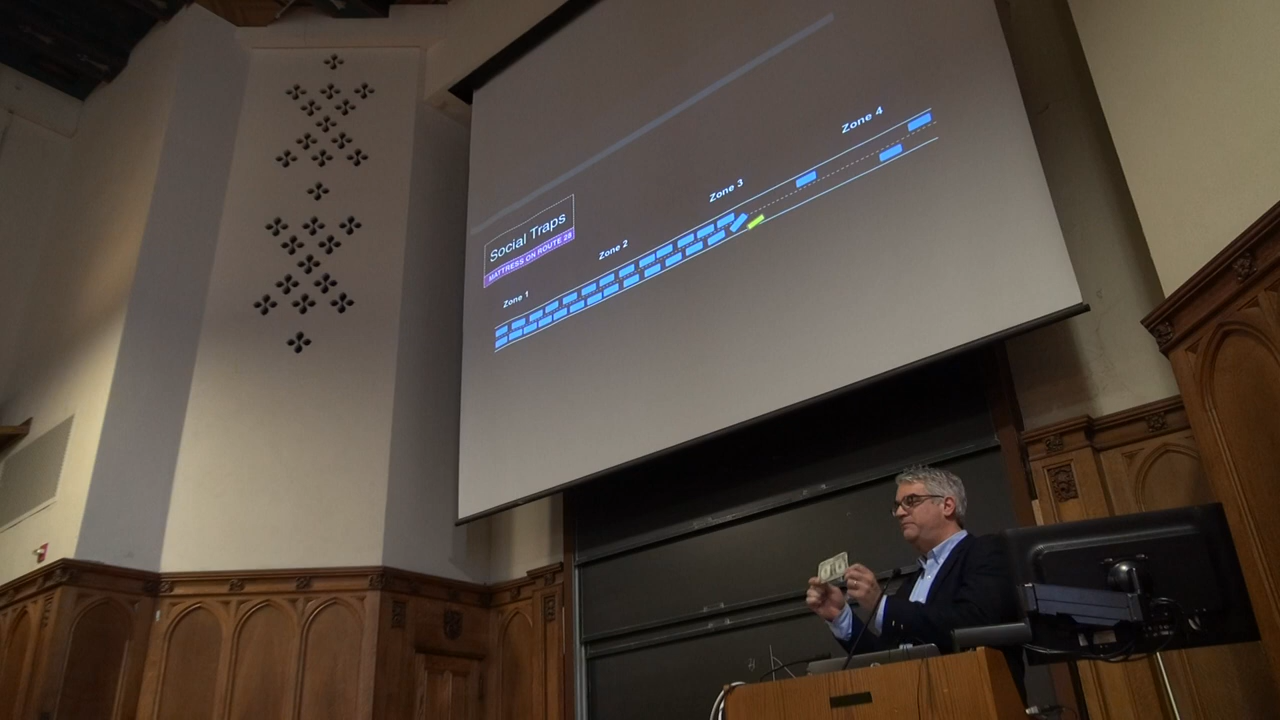 Social Traps
MATTRESS ON ROUTE 28
Zone 1
Zone 2
Zone 3
Zone 4